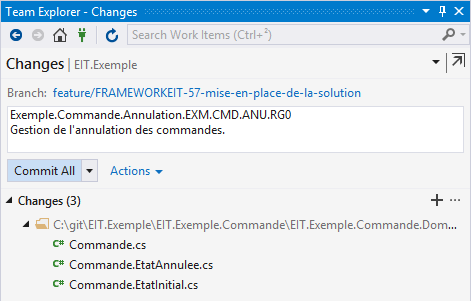 Team Explorer - Changes
Search Work Items (Ctrl+²)
Changes | EIT.Exemple
Branch: feature/FRAMEWORKEIT-57-mise-en-place-de-la-solution
Exemple.Commande.Annulation.EXM.CMD.ANU.RG0
Gestion de l'annulation des commandes.
Commit All Actions
Changes (3)
C:\git\EIT.Exemple\EIT.Exemple.Commande\EIT.Exemple.Commande.Dom...
C# Commande.cs
C# Commande.EtatAnnulee.cs
C# Commande.EtatInitial.cs